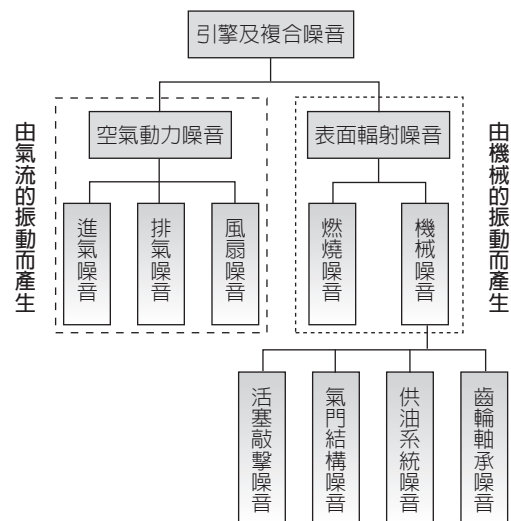 引擎及複合噪音
由氣流的振動而產生
空氣動力噪音
表面輻射噪音
由機械的振動而產生
進氣噪音
排氣噪音
風扇噪音
燃燒噪音
機械噪音
活塞敲擊噪音
氣門結構噪音
供油系統噪音
齒輪軸承噪音